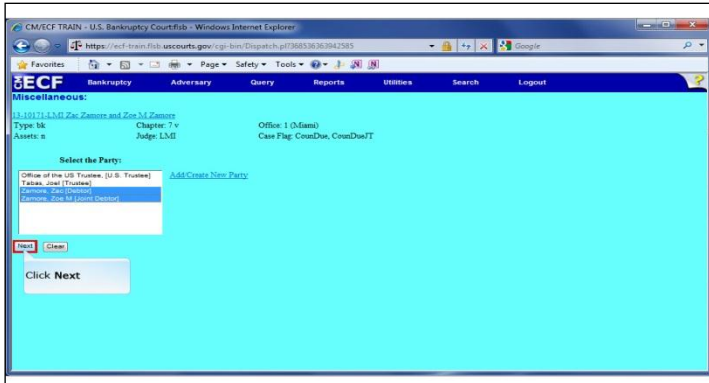 CM/ECF TRAIN - U.S. Bankruptcy Court:flsb - Windows Internet Explorer
https://ecf-train.flsb.uscourts.gov/cgi-bin/Dispatch.pl?368536363942585
Google
Favorites Page Safety Tools
ECF Bankruptcy Adversary Query Reports Utilities Search Logout
Miscellaneous:
13-10171-LMI Zac Zamore and Zoe M Zamore
Type: bk Chapter: 7 v Office: 1 (Miami)
Assets: n Judge: LMI Case Flag: CounDue, CounDueJT
Select the Party:
Office of the US Trustee, [U.S. Trustee] Add/Create New Party
Tabas, Joel [Trustee]
Zamore, Zac [Debtor]
Zamore, Zoe M [Joint Debtor]
Next Clear
Click Next